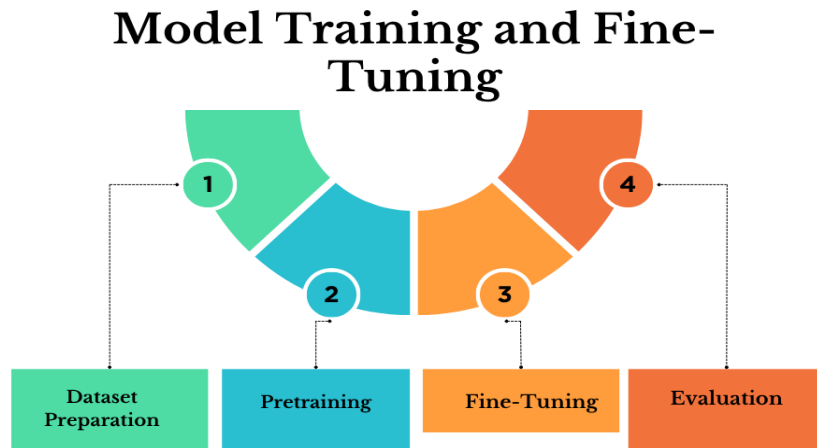 Model Training and Fine-
Tuning
1
4
2
3
Dataset
Preparation
Pretraining
Fine-Tuning
Evaluation